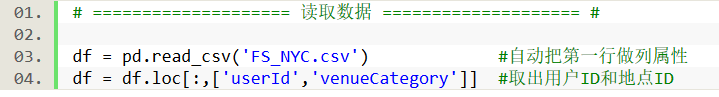 01. # ==================== 读取数据 ==================== #
02.
03. df = pd.read_csv('FS_NYC.csv') #自动把第一行做列属性
04. df = df.loc[:,['userId','venueCategory']] #取出用户ID和地点ID